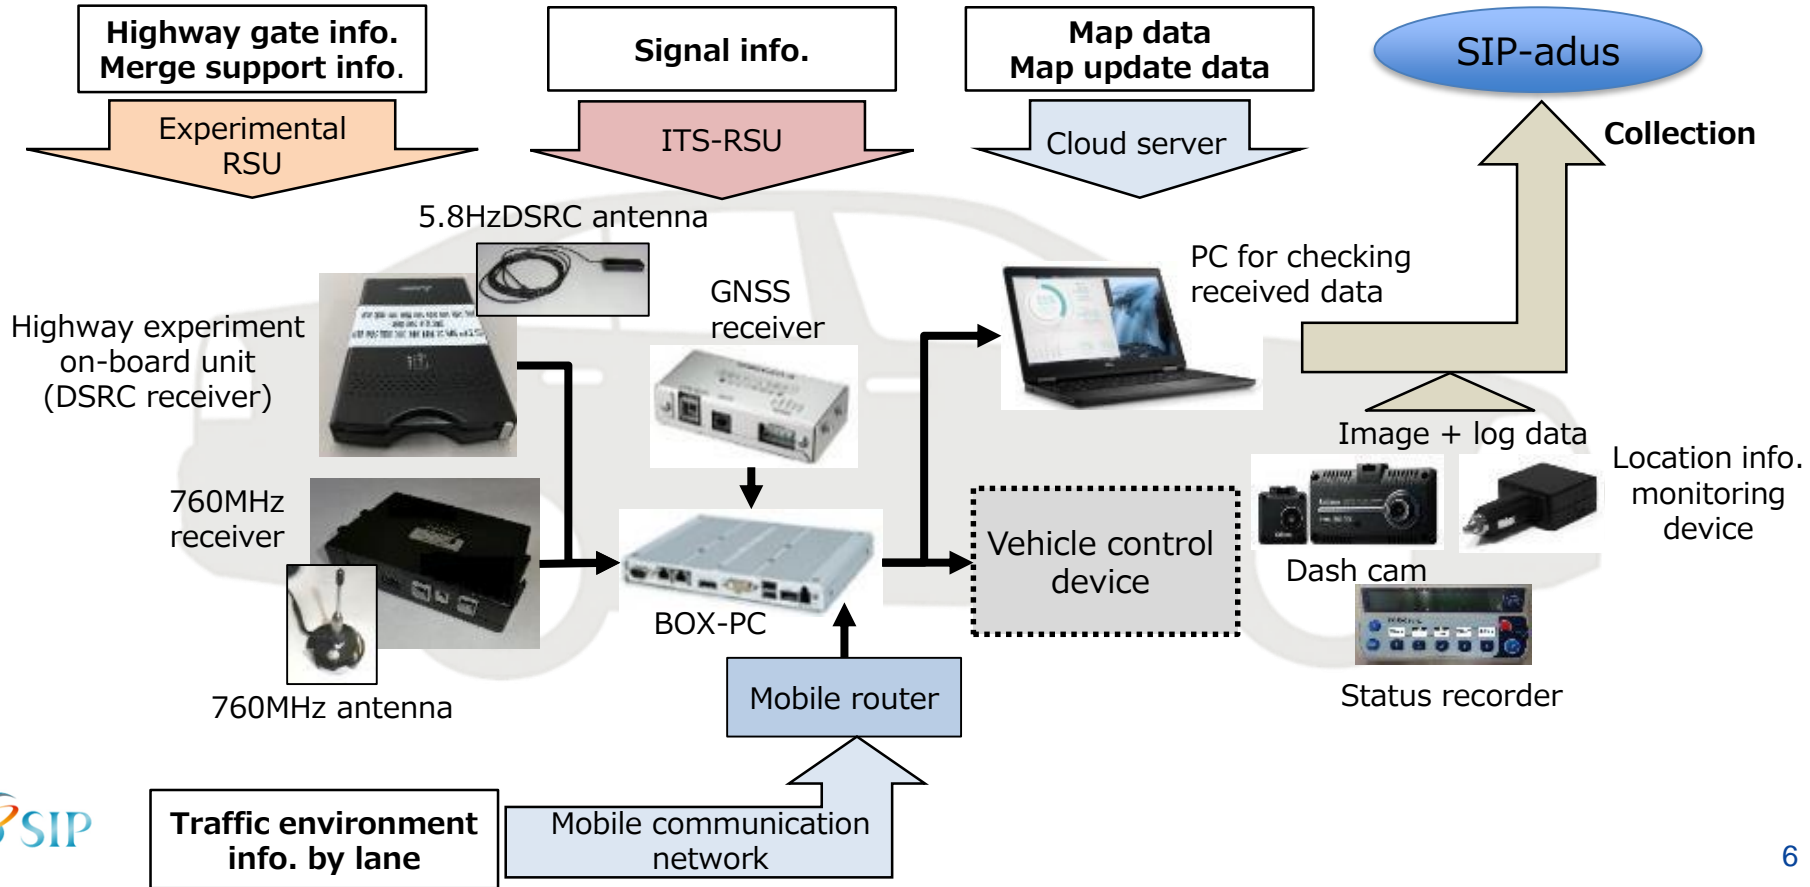 Highway gate info.
Merge support info.
Signal info.
Map data
Map update data
SIP-adus
Experimental
RSU
ITS-RSU
Cloud server
Collection
5.8HzDSRC antenna
GNSS
receiver
PC for checking
received data
Highway experiment
on-board unit
(DSRC receiver)
Image + log data
Location info.
monitoring
device
760MHz
receiver
Vehicle control
device
Dash cam
BOX-PC
760MHz antenna
Mobile router
Status recorder
SIP
Traffic environment
info. by lane
Mobile communication
network
6